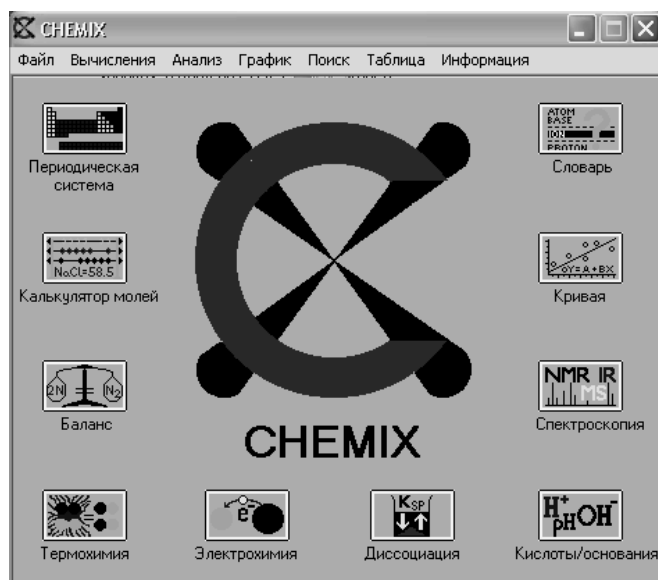 CHEMIX
Файл Вычисления Анализ График Поиск Таблица Информация
Периодическая
система
ATOM
BASE
ION
PROTON
Словарь
NaCl=58.5
Калькулятор молей
Y=A+BX
Кривая
2N N₂
Баланс
NMR IR
MS
Спектроскопия
CHEMIX
Термохимия
e⁻
Электрохимия
KSP
Диссоциация
H⁺
pH OH⁻
Кислоты/основания